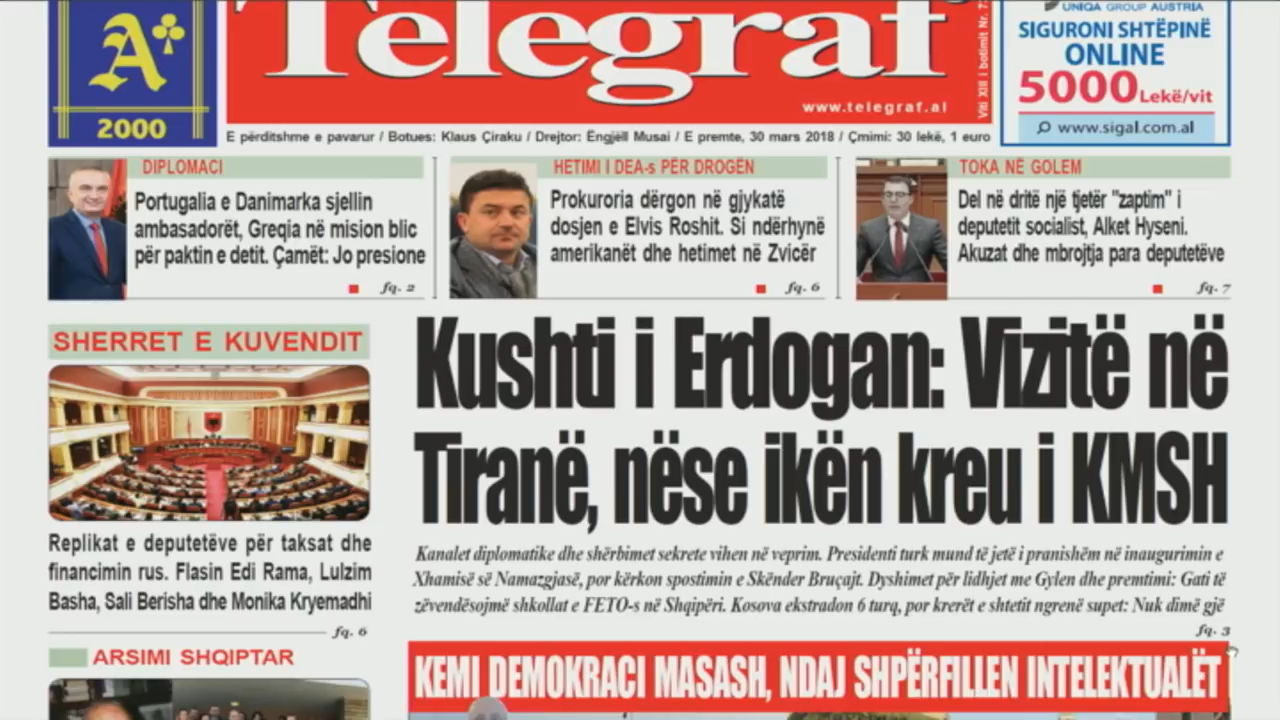 A
2000
Telegraf
www.telegraf.al
Viti XIII i botimit Nr.
UNIQA GROUP AUSTRIA
SIGURONI SHTËPINË
ONLINE
5000 Lekë/vit
www.sigal.com.al
E përditshme e pavarur / Botues: Klaus Çiraku / Drejtor: Ëngjëll Musai / E premte, 30 mars 2018 / Çmimi: 30 lekë, 1 euro
DIPLOMACI
Portugalia e Danimarka sjellin
ambasadorët, Greqia në mision blic
për paktin e detit. Çamët: Jo presione
fq. 2
HETIMI I DEA-s PËR DROGËN
Prokuroria dërgon në gjykatë
dosjen e Elvis Roshit. Si ndërhynë
amerikanët dhe hetimet në Zvicër
fq. 6
TOKA NË GOLEM
Del në dritë një tjetër "zaptim" i
deputetit socialist, Alket Hyseni.
Akuzat dhe mbrojtja para deputetëve
fq. 7
SHERRET E KUVENDIT
Replikat e deputetëve për taksat dhe
financimin rus. Flasin Edi Rama, Lulzim
Basha, Sali Berisha dhe Monika Kryemadhi
fq. 6
ARSIMI SHQIPTAR
Kushti i Erdogan: Vizitë në
Tiranë, nëse ikën kreu i KMSH
Kanalet diplomatike dhe shërbimet sekrete vihen në veprim. Presidenti turk mund të jetë i pranishëm në inaugurimin e
Xhamisë së Namazgjasë, por kërkon spostimin e Skënder Bruçajt. Dyshimet për lidhjet me Gylen dhe premtimi: Gati të
zëvendësojmë shkollat e FETO-s në Shqipëri. Kosova ekstradon 6 turq, por krerët e shtetit ngrenë supet: Nuk dimë gjë
fq. 3
KEMI DEMOKRACI MASASH, NDAJ SHPËRFILLEN INTELEKTUALËT